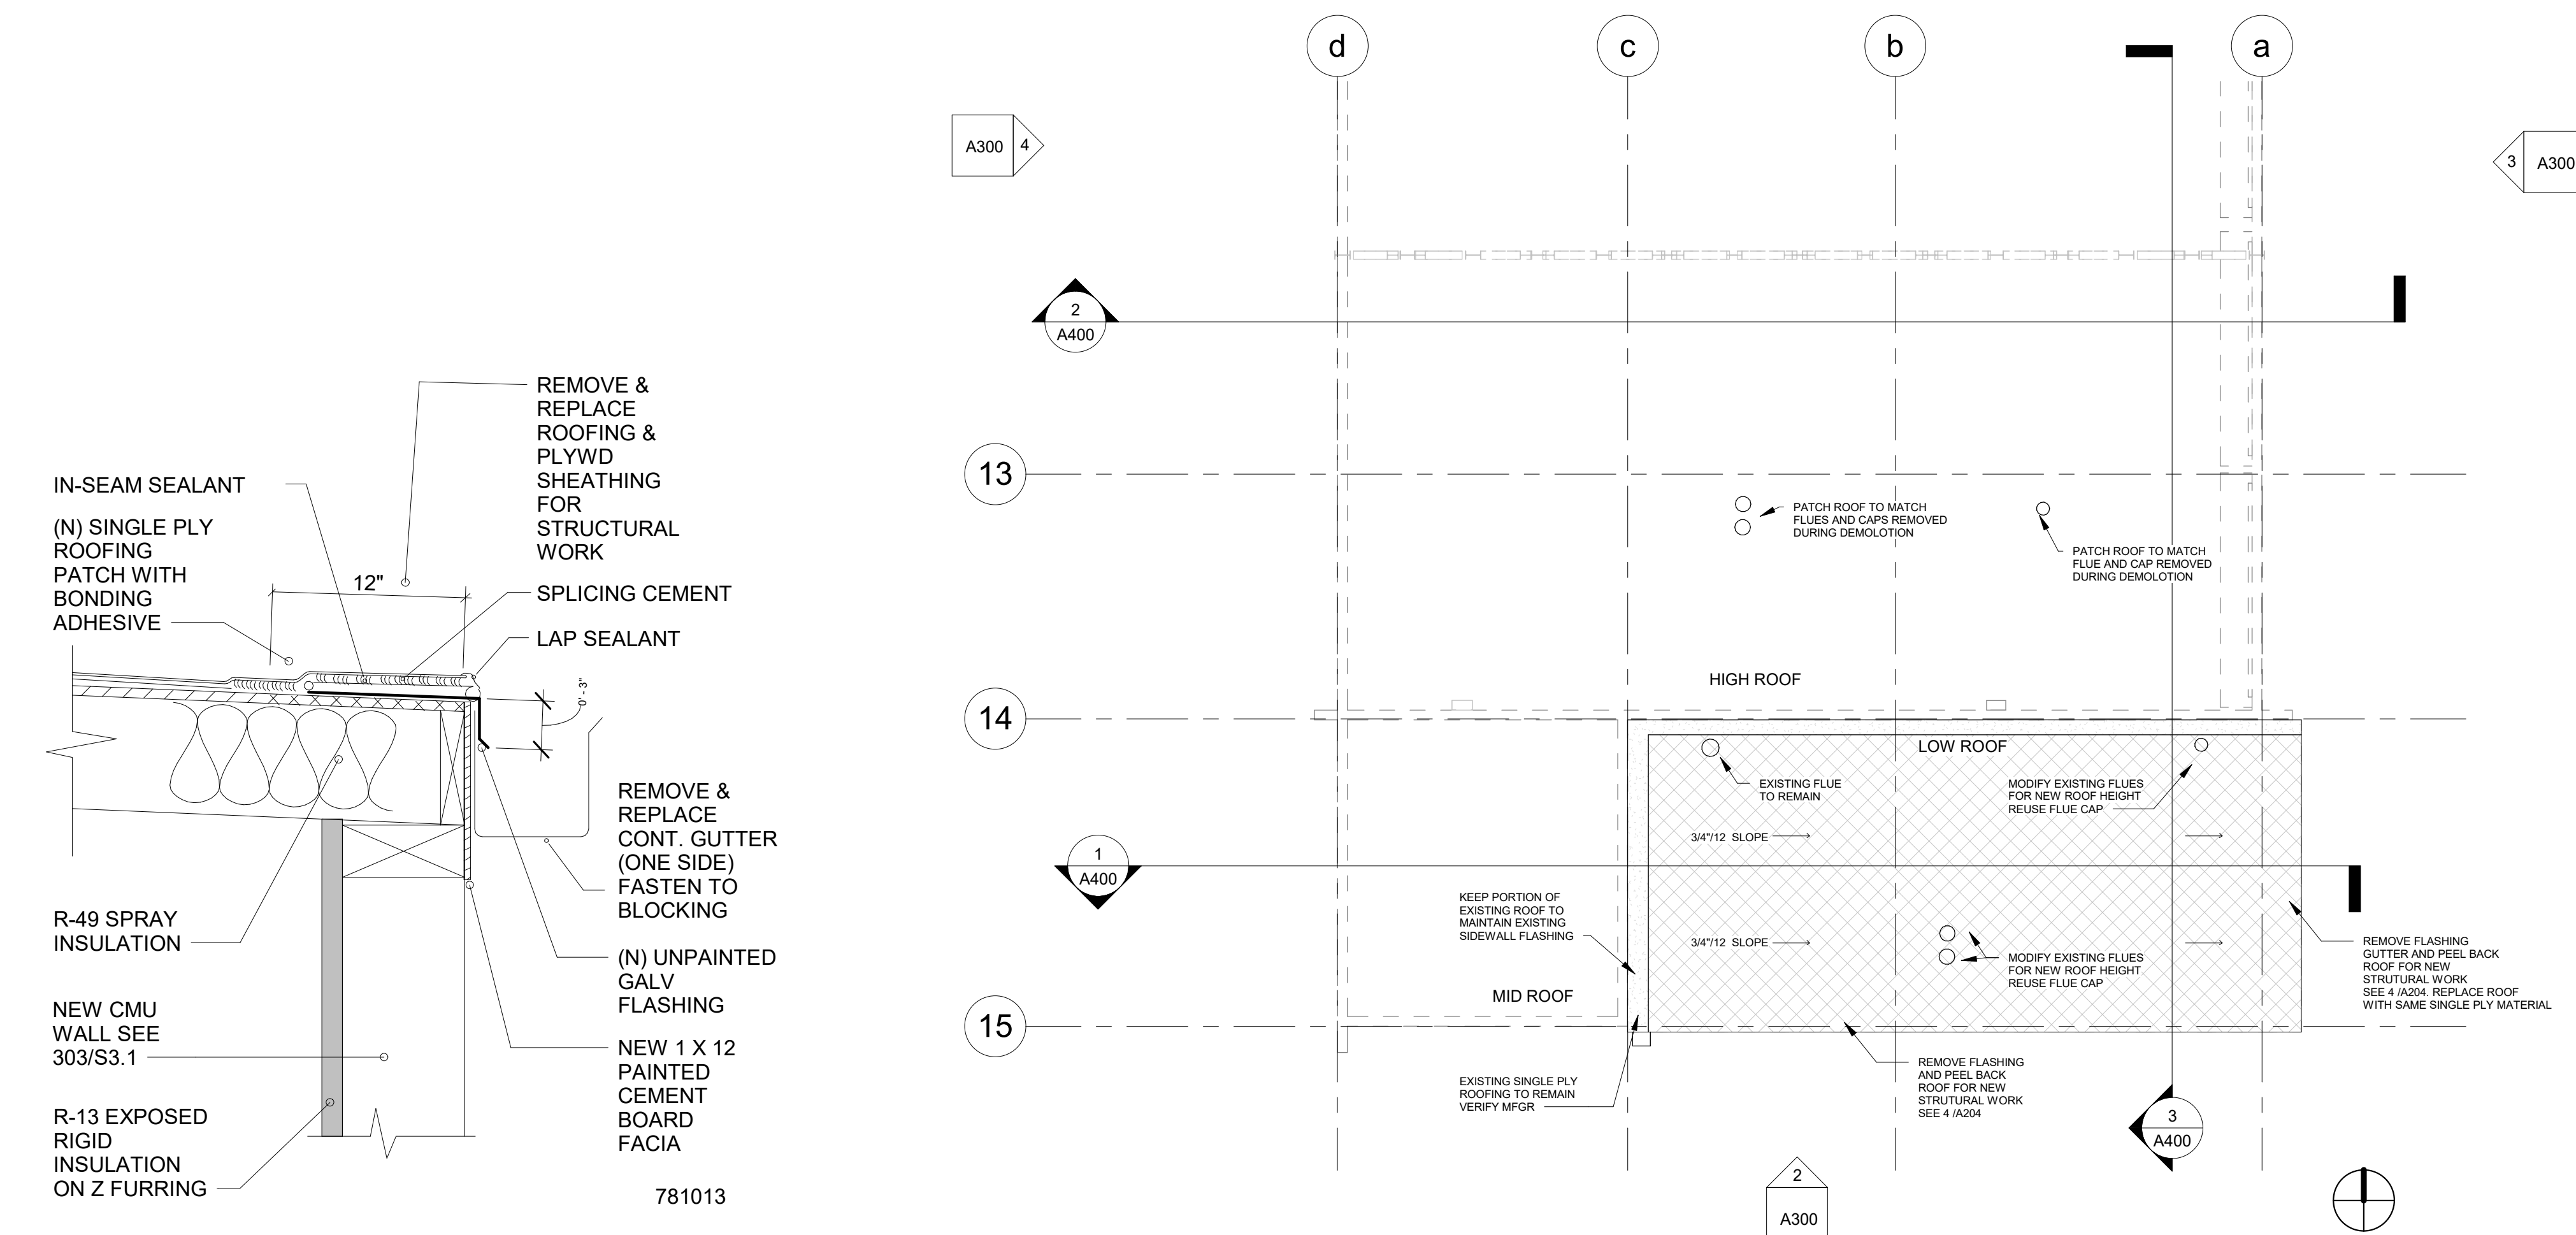 REMOVE &
REPLACE
ROOFING &
PLYWD
SHEATHING
FOR
STRUCTURAL
WORK
IN-SEAM SEALANT
(N) SINGLE PLY
ROOFING
PATCH WITH
BONDING
ADHESIVE
12"
SPLICING CEMENT
LAP SEALANT
0' - 3"
REMOVE &
REPLACE
CONT. GUTTER
(ONE SIDE)
FASTEN TO
BLOCKING
R-49 SPRAY
INSULATION
(N) UNPAINTED
GALV
FLASHING
NEW CMU
WALL SEE
303/S3.1
NEW 1 X 12
PAINTED
CEMENT
BOARD
FACIA
R-13 EXPOSED
RIGID
INSULATION
ON Z FURRING
781013
d
c
b
a
A300
4
3
A300
2
A400
13
PATCH ROOF TO MATCH
FLUES AND CAPS REMOVED
DURING DEMOLOTION
PATCH ROOF TO MATCH
FLUE AND CAP REMOVED
DURING DEMOLOTION
HIGH ROOF
14
LOW ROOF
EXISTING FLUE
TO REMAIN
MODIFY EXISTING FLUES
FOR NEW ROOF HEIGHT
REUSE FLUE CAP
3/4"/12 SLOPE
1
A400
KEEP PORTION OF
EXISTING ROOF TO
MAINTAIN EXISTING
SIDEWALL FLASHING
3/4"/12 SLOPE
MODIFY EXISTING FLUES
FOR NEW ROOF HEIGHT
REUSE FLUE CAP
REMOVE FLASHING
GUTTER AND PEEL BACK
ROOF FOR NEW
STRUTURAL WORK
SEE 4 /A204. REPLACE ROOF
WITH SAME SINGLE PLY MATERIAL
MID ROOF
15
EXISTING SINGLE PLY
ROOFING TO REMAIN
VERIFY MFGR
REMOVE FLASHING
AND PEEL BACK
ROOF FOR NEW
STRUTURAL WORK
SEE 4 /A204
3
A400
2
A300